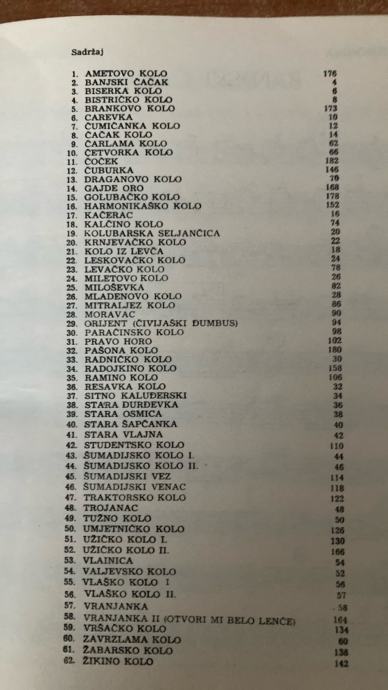 Sadržaj
1. AMETOVO KOLO 176
2. BANJSKI ČAČAK 4
3. BISERKA KOLO 6
4. BISTRIČKO KOLO 8
5. BRANKOVO KOLO 173
6. CAREVKA 10
7. ČUMIČANKA KOLO 12
8. ČAČAK KOLO 14
9. ČARLAMA KOLO 62
10. ČETVORKA KOLO 66
11. ČOČEK 182
12. ČUBURKA 146
13. DRAGANOVO KOLO 70
14. GAJDE ORO 168
15. GOLUBAČKO KOLO 178
16. HARMONIKAŠKO KOLO 152
17. KAČERAC 16
18. KALČINO KOLO 74
19. KOLUBARSKA SELJANČICA 20
20. KRNJEVAČKO KOLO 22
21. KOLO IZ LEVČA 18
22. LESKOVAČKO KOLO 24
23. LEVAČKO KOLO 78
24. MILETOVO KOLO 26
25. MILOŠEVKA 82
26. MLADENOVO KOLO 28
27. MITRALJEZ KOLO 86
28. MORAVAC 90
29. ORIJENT (ČIVIJAŠKI ĐUMBUS) 94
30. PARAĆINSKO KOLO 98
31. PRAVO HORO 102
32. PAŠONA KOLO 180
33. RADNIČKO KOLO 30
34. RADOJKINO KOLO 158
35. RAMINO KOLO 106
36. RESAVKA KOLO 32
37. SITNO KALUĐERSKI 34
38. STARA ĐURĐEVKA 36
39. STARA OSMICA 38
40. STARA ŠAPČANKA 40
41. STARA VLAJNA 42
42. STUDENTSKO KOLO 110
43. ŠUMADIJSKO KOLO I. 44
44. ŠUMADIJSKO KOLO II. 46
45. ŠUMADIJSKI VEZ 114
46. ŠUMADIJSKI VENAC 118
47. TRAKTORSKO KOLO 122
48. TROJANAC 48
49. TUŽNO KOLO 50
50. UMJETNIČKO KOLO 126
51. UŽIČKO KOLO I. 130
52. UŽIČKO KOLO II. 166
53. VLAINICA 54
54. VALJEVSKO KOLO 52
55. VLAŠKO KOLO I 56
56. VLAŠKO KOLO II. 57
57. VRANJANKA 58
58. VRANJANKA II (OTVORI MI BELO LENČE) 164
59. VRŠAČKO KOLO 134
60. ZAVRZLAMA KOLO 60
61. ŽABARSKO KOLO 138
62. ŽIKINO KOLO 142